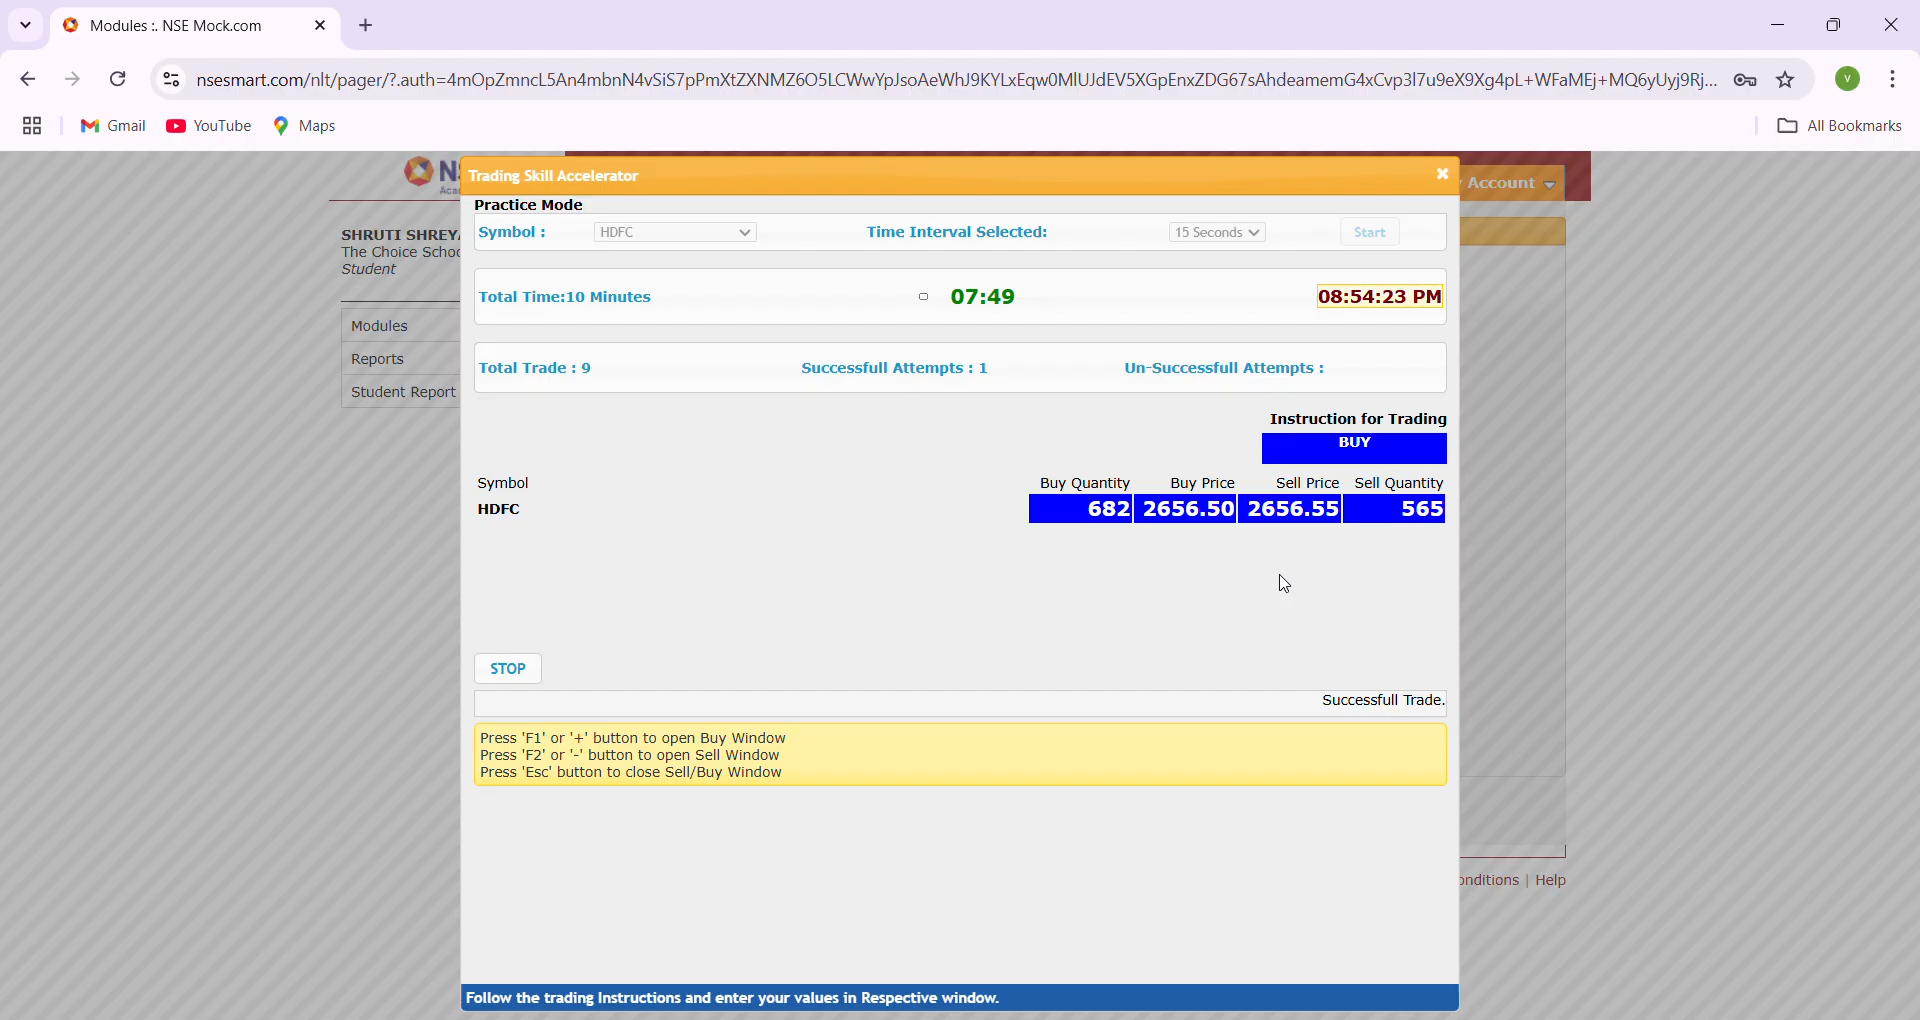 Modules :. NSE Mock.com
nsesmart.com/nlt/pager/?.auth=4mOpZmncL5An4mbnN4vSiS7pPmXtZXNMZ6O5LCWwYpJsoAeWhJ9KYLxEqw0MlUJdEV5XGpEnxZDG67sAhdeamemG4xCvp3l7u9eX9Xg4pL+WFaMEj+MQ6yUyj9Rj...
V
Gmail YouTube Maps All Bookmarks
Trading Skill Accelerator
Account
Practice Mode
Symbol : HDFC Time Interval Selected: 15 Seconds Start
SHRUTI SHREYA
The Choice School
Student
Total Time:10 Minutes 07:49 08:54:23 PM
Modules
Reports
Student Report
Total Trade : 9 Successfull Attempts : 1 Un-Successfull Attempts :
Instruction for Trading
BUY
Symbol Buy Quantity Buy Price Sell Price Sell Quantity
HDFC 682 2656.50 2656.55 565
STOP
Successfull Trade.
Press 'F1' or '+' button to open Buy Window
Press 'F2' or '-' button to open Sell Window
Press 'Esc' button to close Sell/Buy Window
onditions | Help
Follow the trading Instructions and enter your values in Respective window.